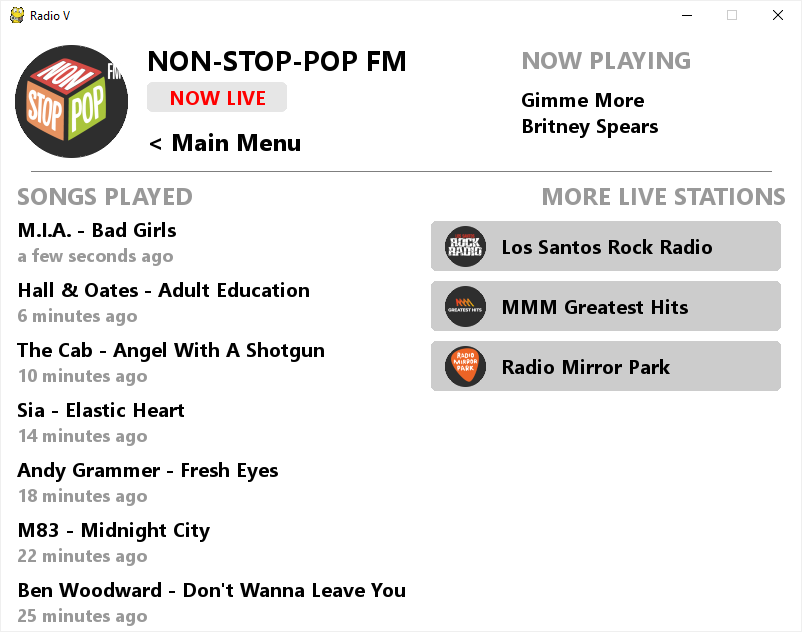 Radio V
NON STOP POP FM
NON-STOP-POP FM
NOW LIVE
< Main Menu
NOW PLAYING
Gimme More
Britney Spears
SONGS PLAYED
M.I.A. - Bad Girls
a few seconds ago
Hall & Oates - Adult Education
6 minutes ago
The Cab - Angel With A Shotgun
10 minutes ago
Sia - Elastic Heart
14 minutes ago
Andy Grammer - Fresh Eyes
18 minutes ago
M83 - Midnight City
22 minutes ago
Ben Woodward - Don't Wanna Leave You
25 minutes ago
MORE LIVE STATIONS
LOS SANTOS
ROCK
RADIO
Los Santos Rock Radio
GREATEST HITS
MMM Greatest Hits
RADIO
MIRROR
PARK
Radio Mirror Park